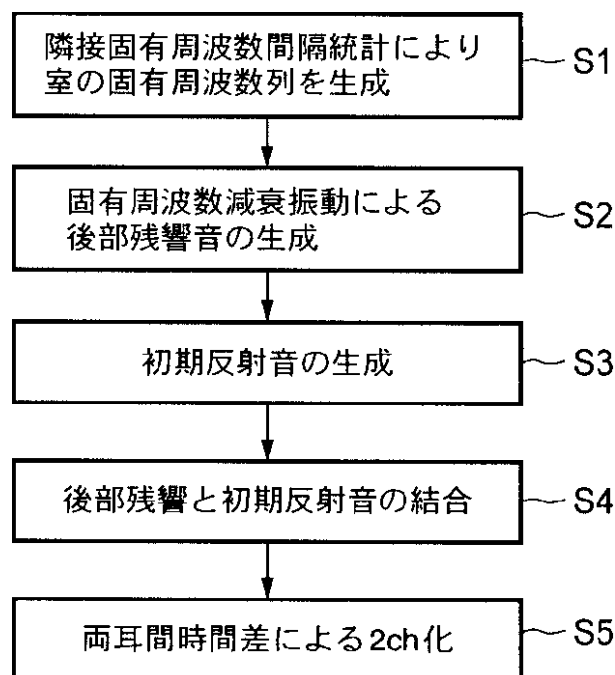 隣接固有周波数間隔統計により
室の固有周波数列を生成
S1
固有周波数減衰振動による
後部残響音の生成
S2
初期反射音の生成
S3
後部残響と初期反射音の結合
S4
両耳間時間差による2ch化
S5